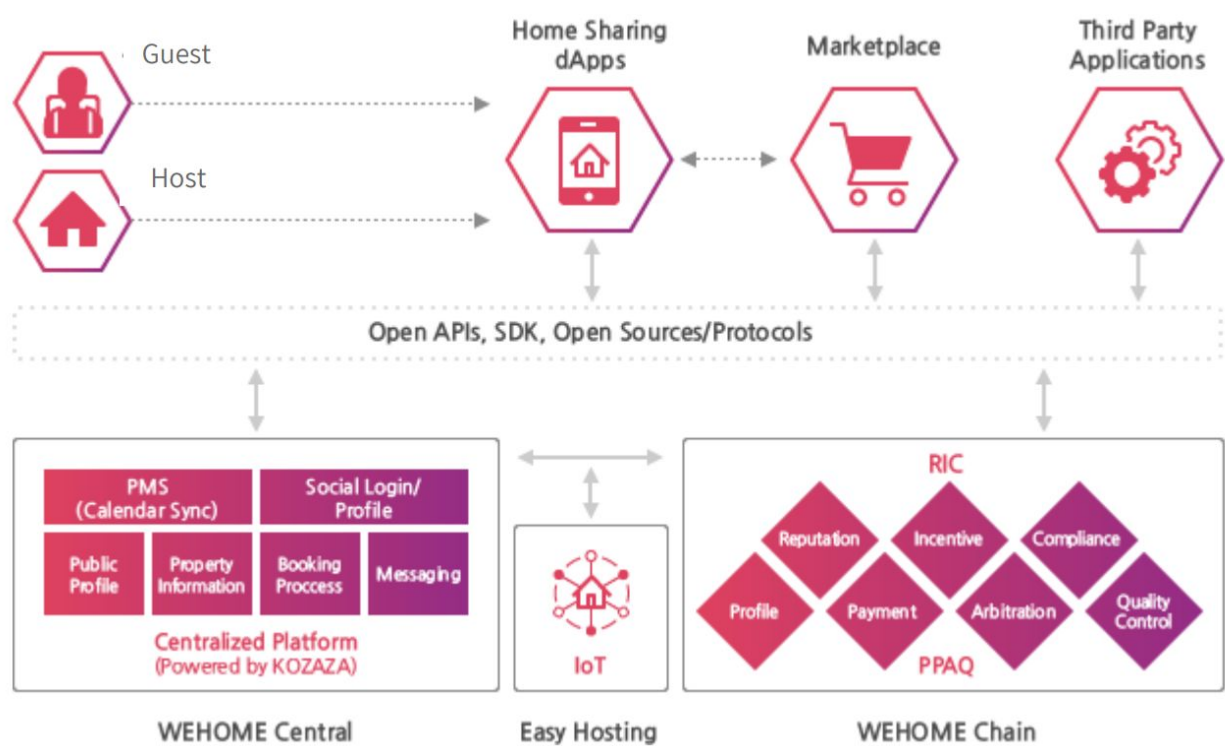 Guest
Host
Home Sharing
dApps
Marketplace
Third Party
Applications
Open APIs, SDK, Open Sources/Protocols
PMS
(Calendar Sync)
Social Login/
Profile
Public
Profile
Property
Information
Booking
Proccess
Messaging
Centralized Platform
(Powered by KOZAZA)
WEHOME Central
IoT
Easy Hosting
RIC
Reputation
Incentive
Compliance
Profile
Payment
Arbitration
Quality
Control
PPAQ
WEHOME Chain